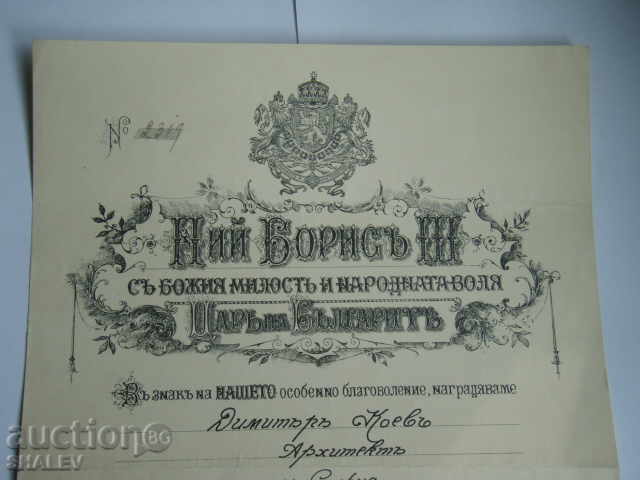 № 2319
Ний Борисъ III
съ Божия милость и народната воля
Царь на Българитѣ
Въ знакъ на НАШЕТО особенно благоволение, награждаваме
Димитъръ Коевъ
Архитектъ
auction BG
SHALEV